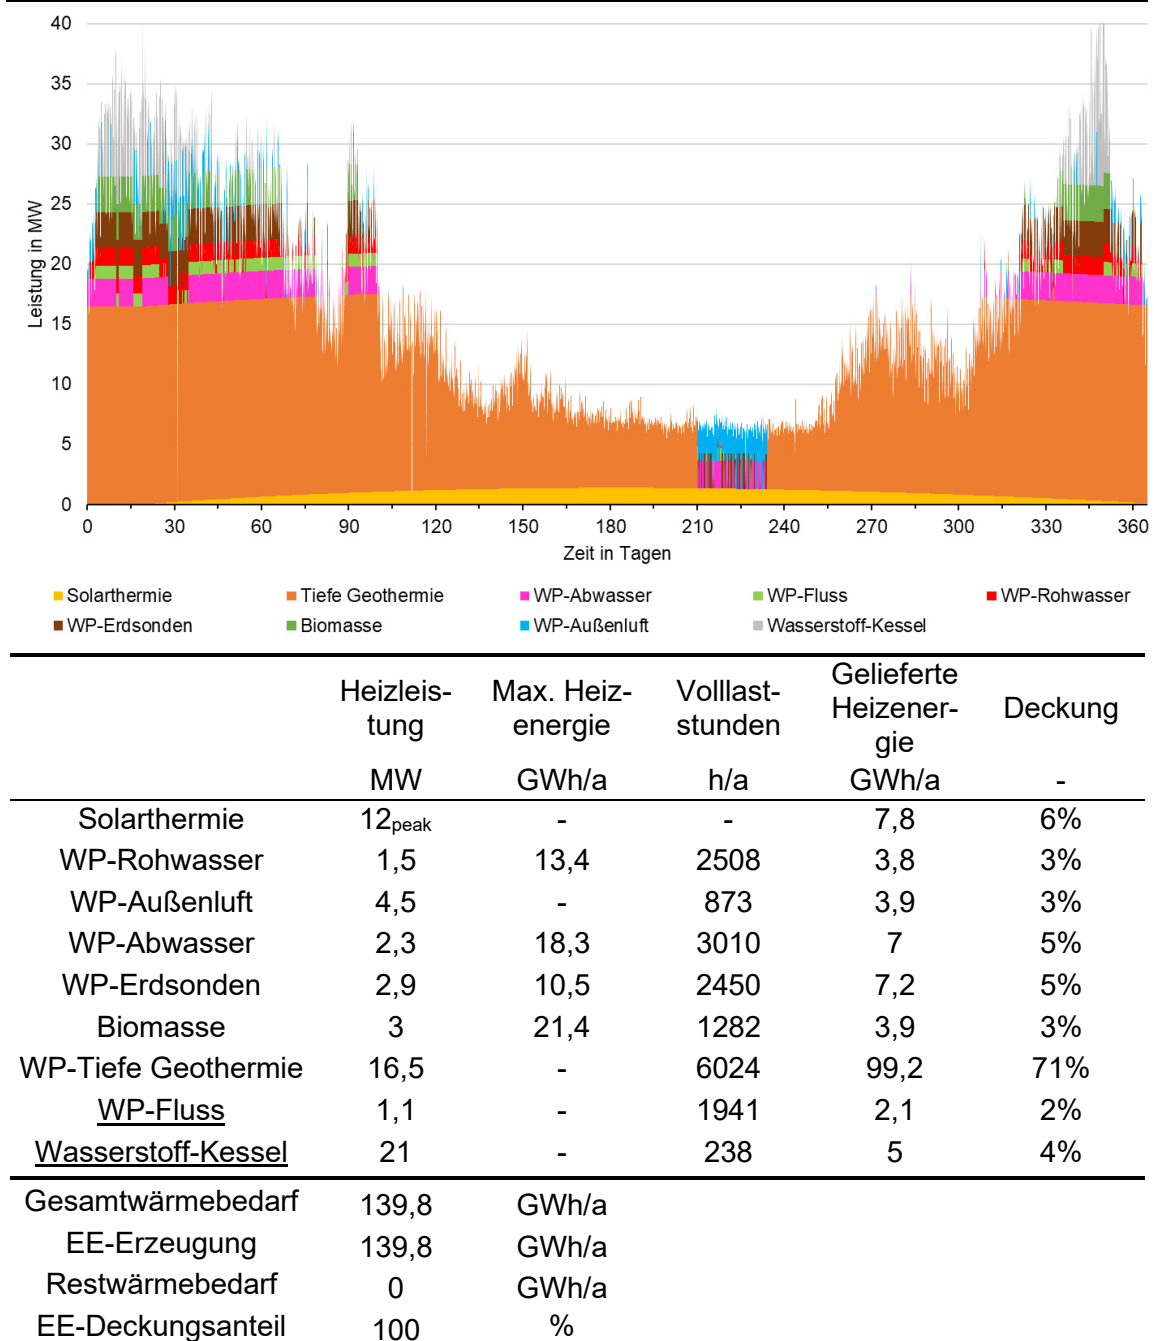 40
35
30
25
20
15
10
5
0
Leistung in MW
0 30 60 90 120 150 180 210 240 270 300 330 360
Zeit in Tagen
Solarthermie Tiefe Geothermie WP-Abwasser WP-Fluss WP-Rohwasser
WP-Erdsonden Biomasse WP-Außenluft Wasserstoff-Kessel
Heizleis- Max. Heiz- Volllast- Gelieferte Deckung
tung energie stunden Heizener-
gie
MW GWh/a h/a GWh/a -
Solarthermie 12peak - - 7,8 6%
WP-Rohwasser 1,5 13,4 2508 3,8 3%
WP-Außenluft 4,5 - 873 3,9 3%
WP-Abwasser 2,3 18,3 3010 7 5%
WP-Erdsonden 2,9 10,5 2450 7,2 5%
Biomasse 3 21,4 1282 3,9 3%
WP-Tiefe Geothermie 16,5 - 6024 99,2 71%
WP-Fluss 1,1 - 1941 2,1 2%
Wasserstoff-Kessel 21 - 238 5 4%
Gesamtwärmebedarf 139,8 GWh/a
EE-Erzeugung 139,8 GWh/a
Restwärmebedarf 0 GWh/a
EE-Deckungsanteil 100 %